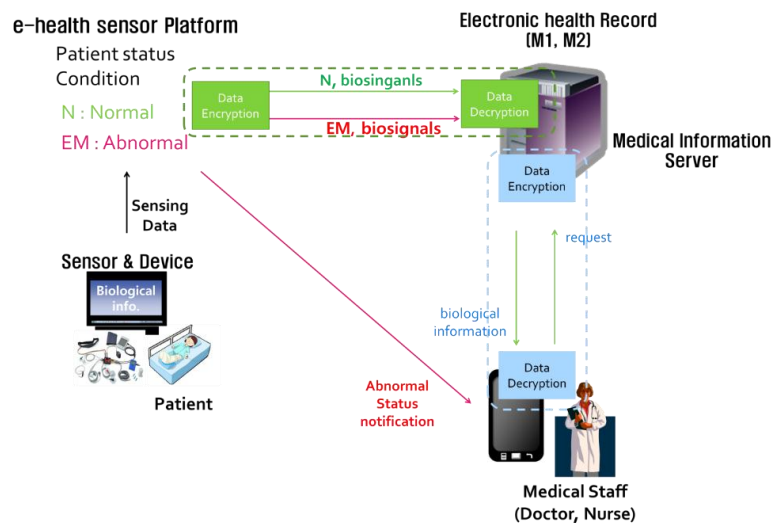 e-health sensor Platform
Patient status
Condition
N : Normal
EM : Abnormal
Electronic health Record
(M1, M2)
Data
Encryption
N, biosinganls
EM, biosignals
Data
Decryption
Medical Information
Server
Data
Encryption
Sensing
Data
request
Sensor & Device
Biological
info.
biological
information
Data
Decryption
Patient
Abnormal
Status
notification
Medical Staff
(Doctor, Nurse)